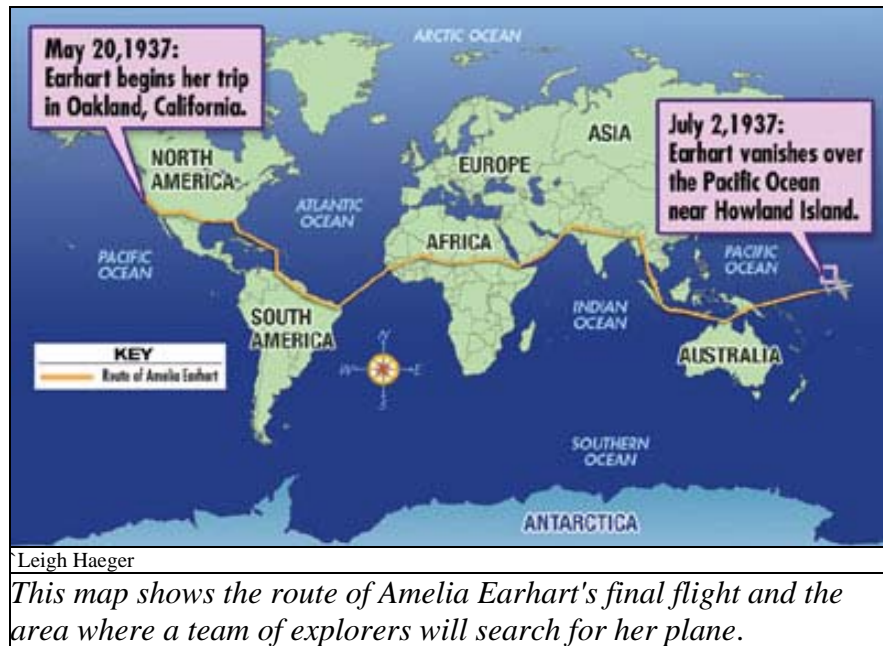 ARCTIC OCEAN
May 20,1937:
Earhart begins her trip
in Oakland, California.
NORTH
AMERICA
ATLANTIC
OCEAN
EUROPE
ASIA
July 2,1937:
Earhart vanishes over
the Pacific Ocean
near Howland Island.
PACIFIC
OCEAN
AFRICA
PACIFIC
OCEAN
SOUTH
AMERICA
INDIAN
OCEAN
AUSTRALIA
KEY
Route of Amelia Earhart
N
W
E
S
SOUTHERN
OCEAN
ANTARCTICA
`Leigh Haeger
This map shows the route of Amelia Earhart's final flight and the
area where a team of explorers will search for her plane.